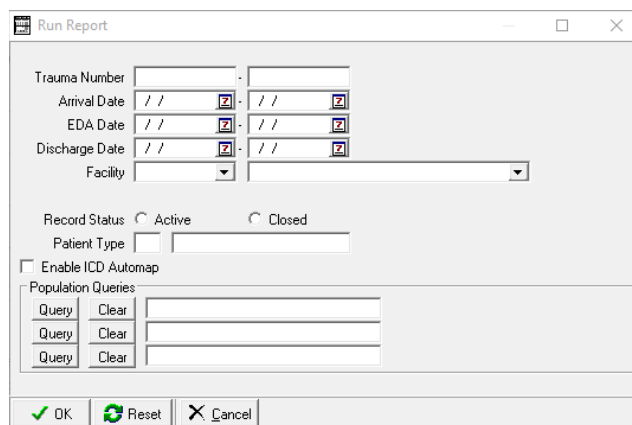 Run Report
Trauma Number -
Arrival Date / / - / /
EDA Date / / - / /
Discharge Date / / - / /
Facility
Record Status Active Closed
Patient Type
Enable ICD Automap
Population Queries
Query Clear
Query Clear
Query Clear
OK Reset Cancel